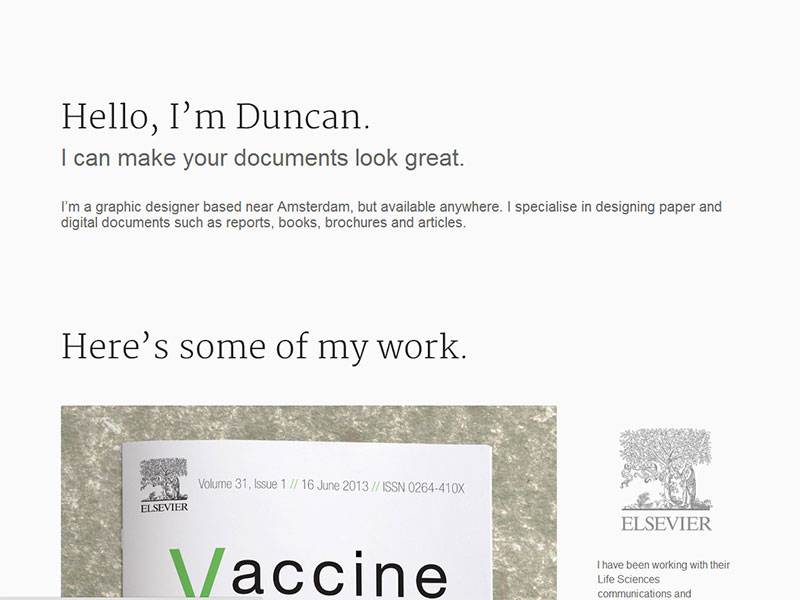 Hello, I’m Duncan.
I can make your documents look great.
I’m a graphic designer based near Amsterdam, but available anywhere. I specialise in designing paper and
digital documents such as reports, books, brochures and articles.
Here’s some of my work.
ELSEVIER
Volume 31, Issue 1 // 16 June 2013 // ISSN 0264-410X
Vaccine
ELSEVIER
I have been working with their
Life Sciences
communications and